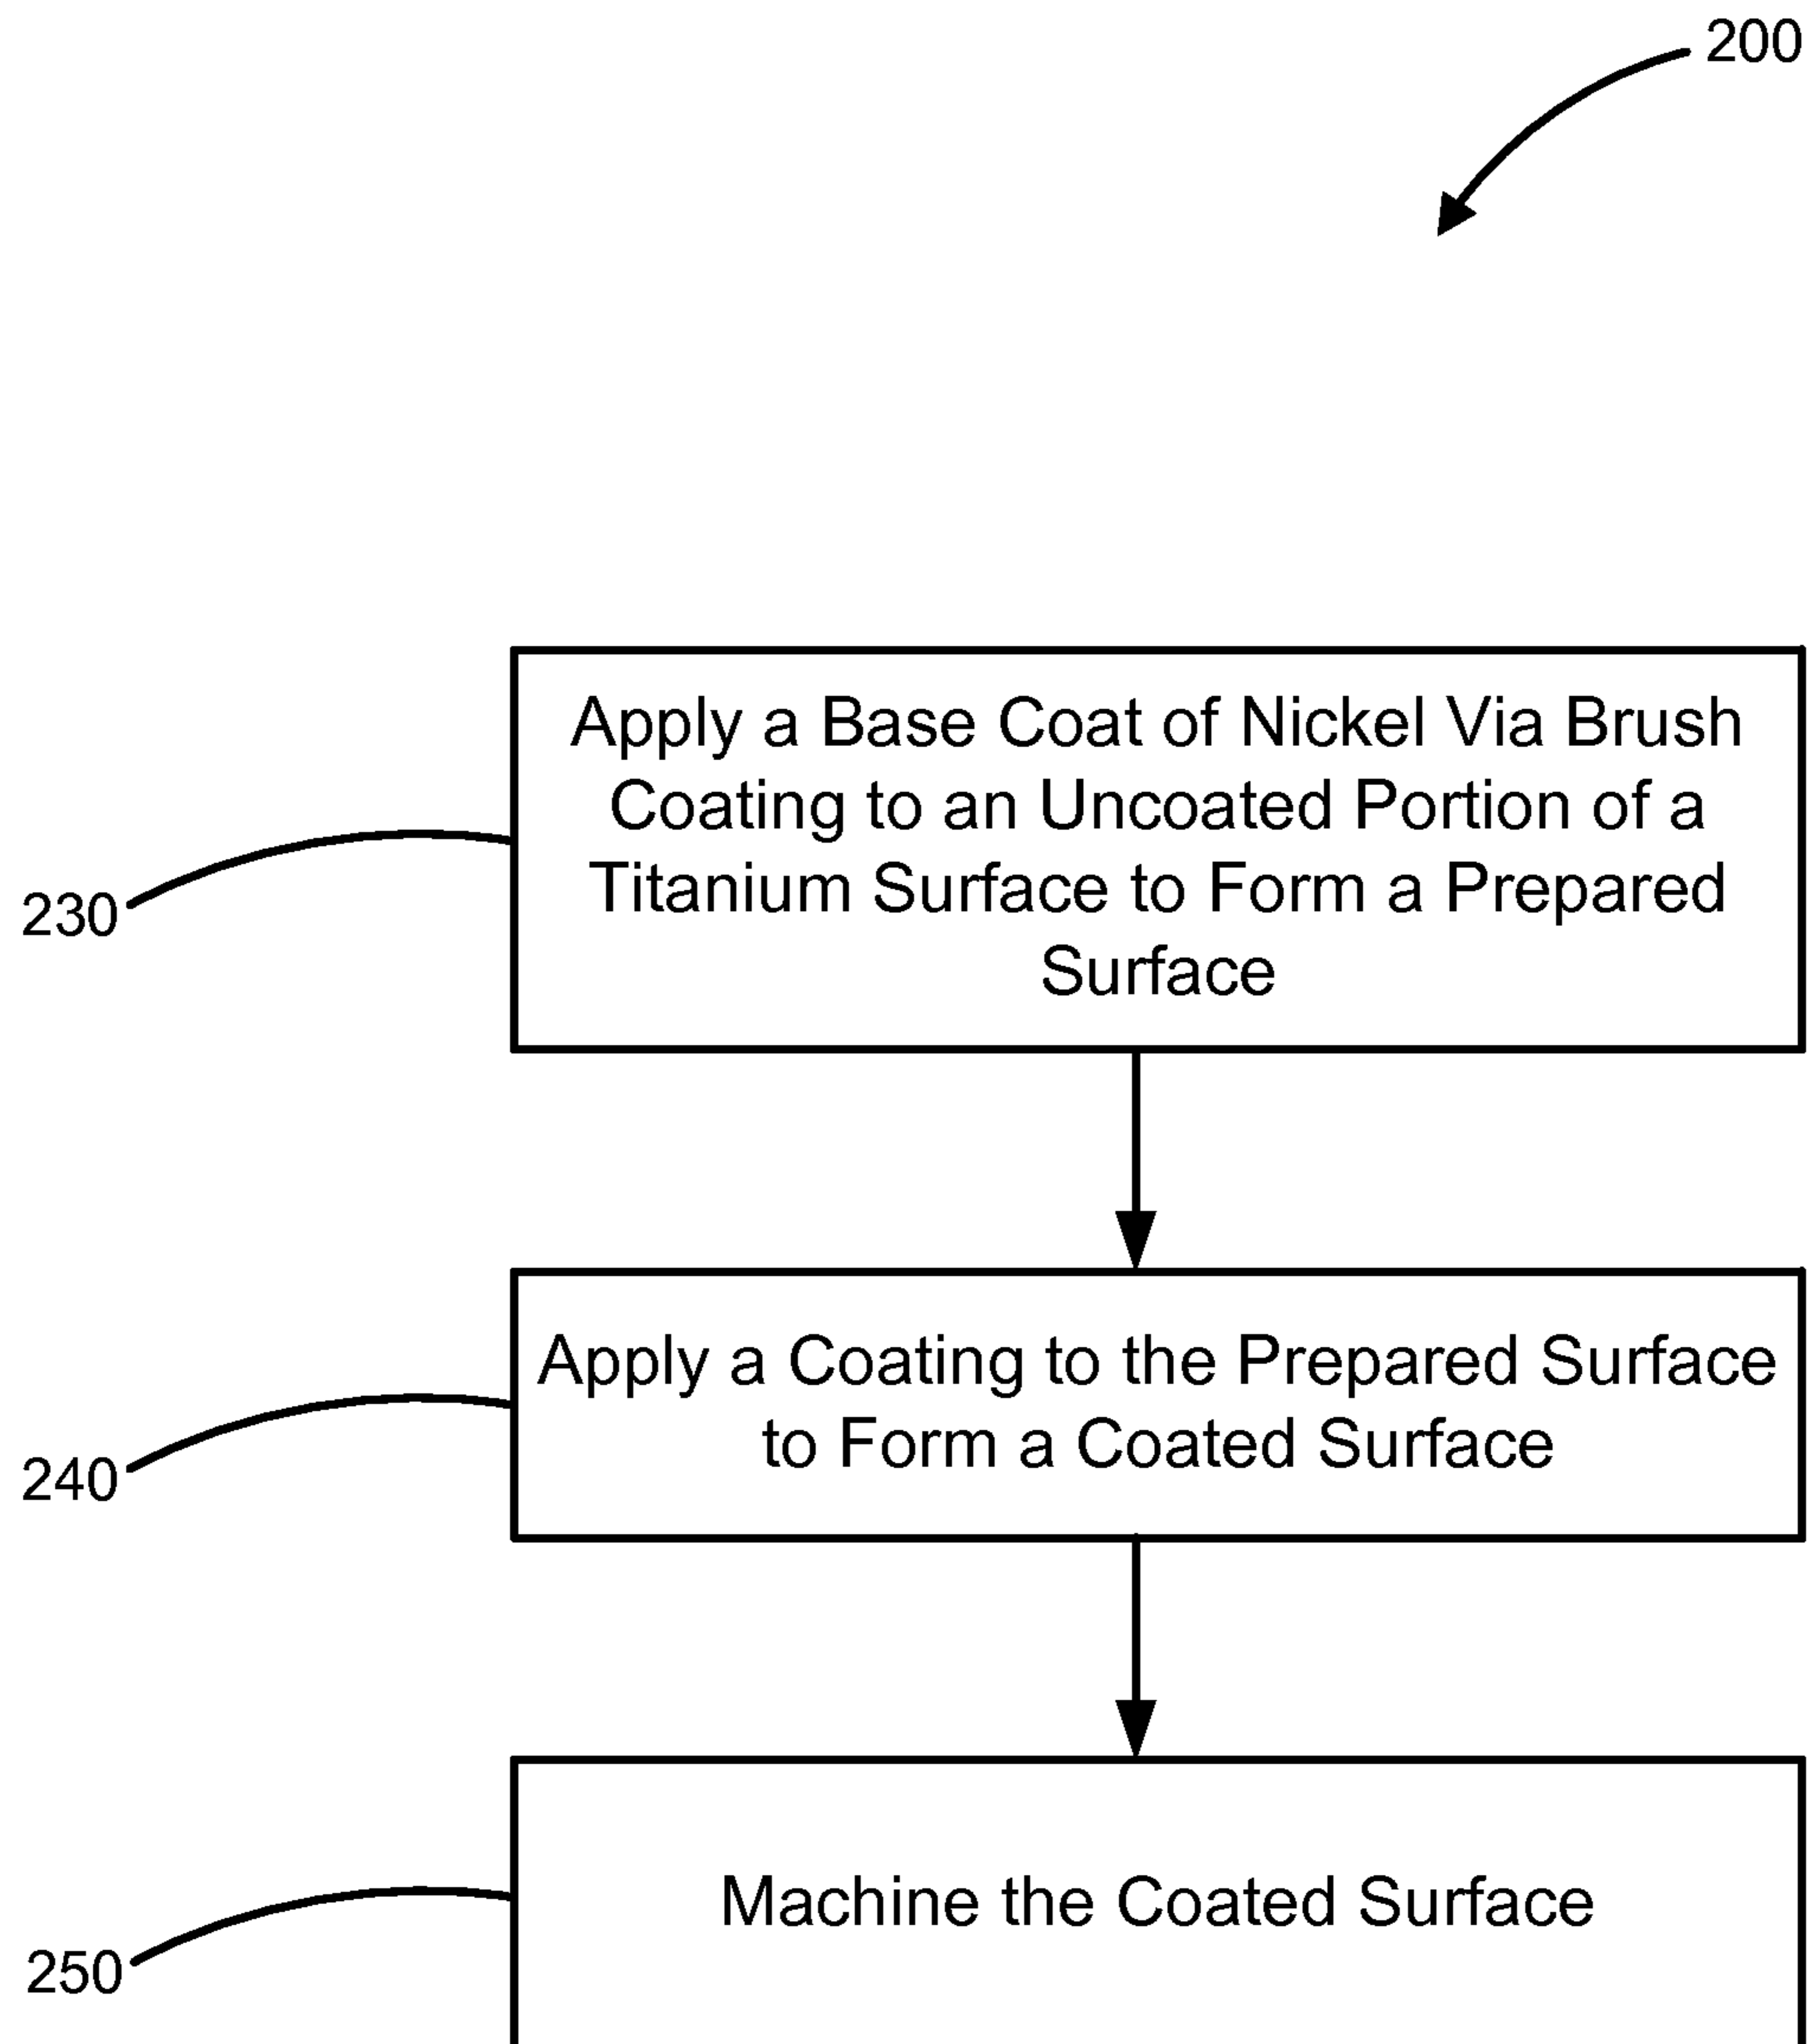 200
Apply a Base Coat of Nickel Via Brush
Coating to an Uncoated Portion of a
Titanium Surface to Form a Prepared
Surface
230
Apply a Coating to the Prepared Surface
to Form a Coated Surface
240
Machine the Coated Surface
250